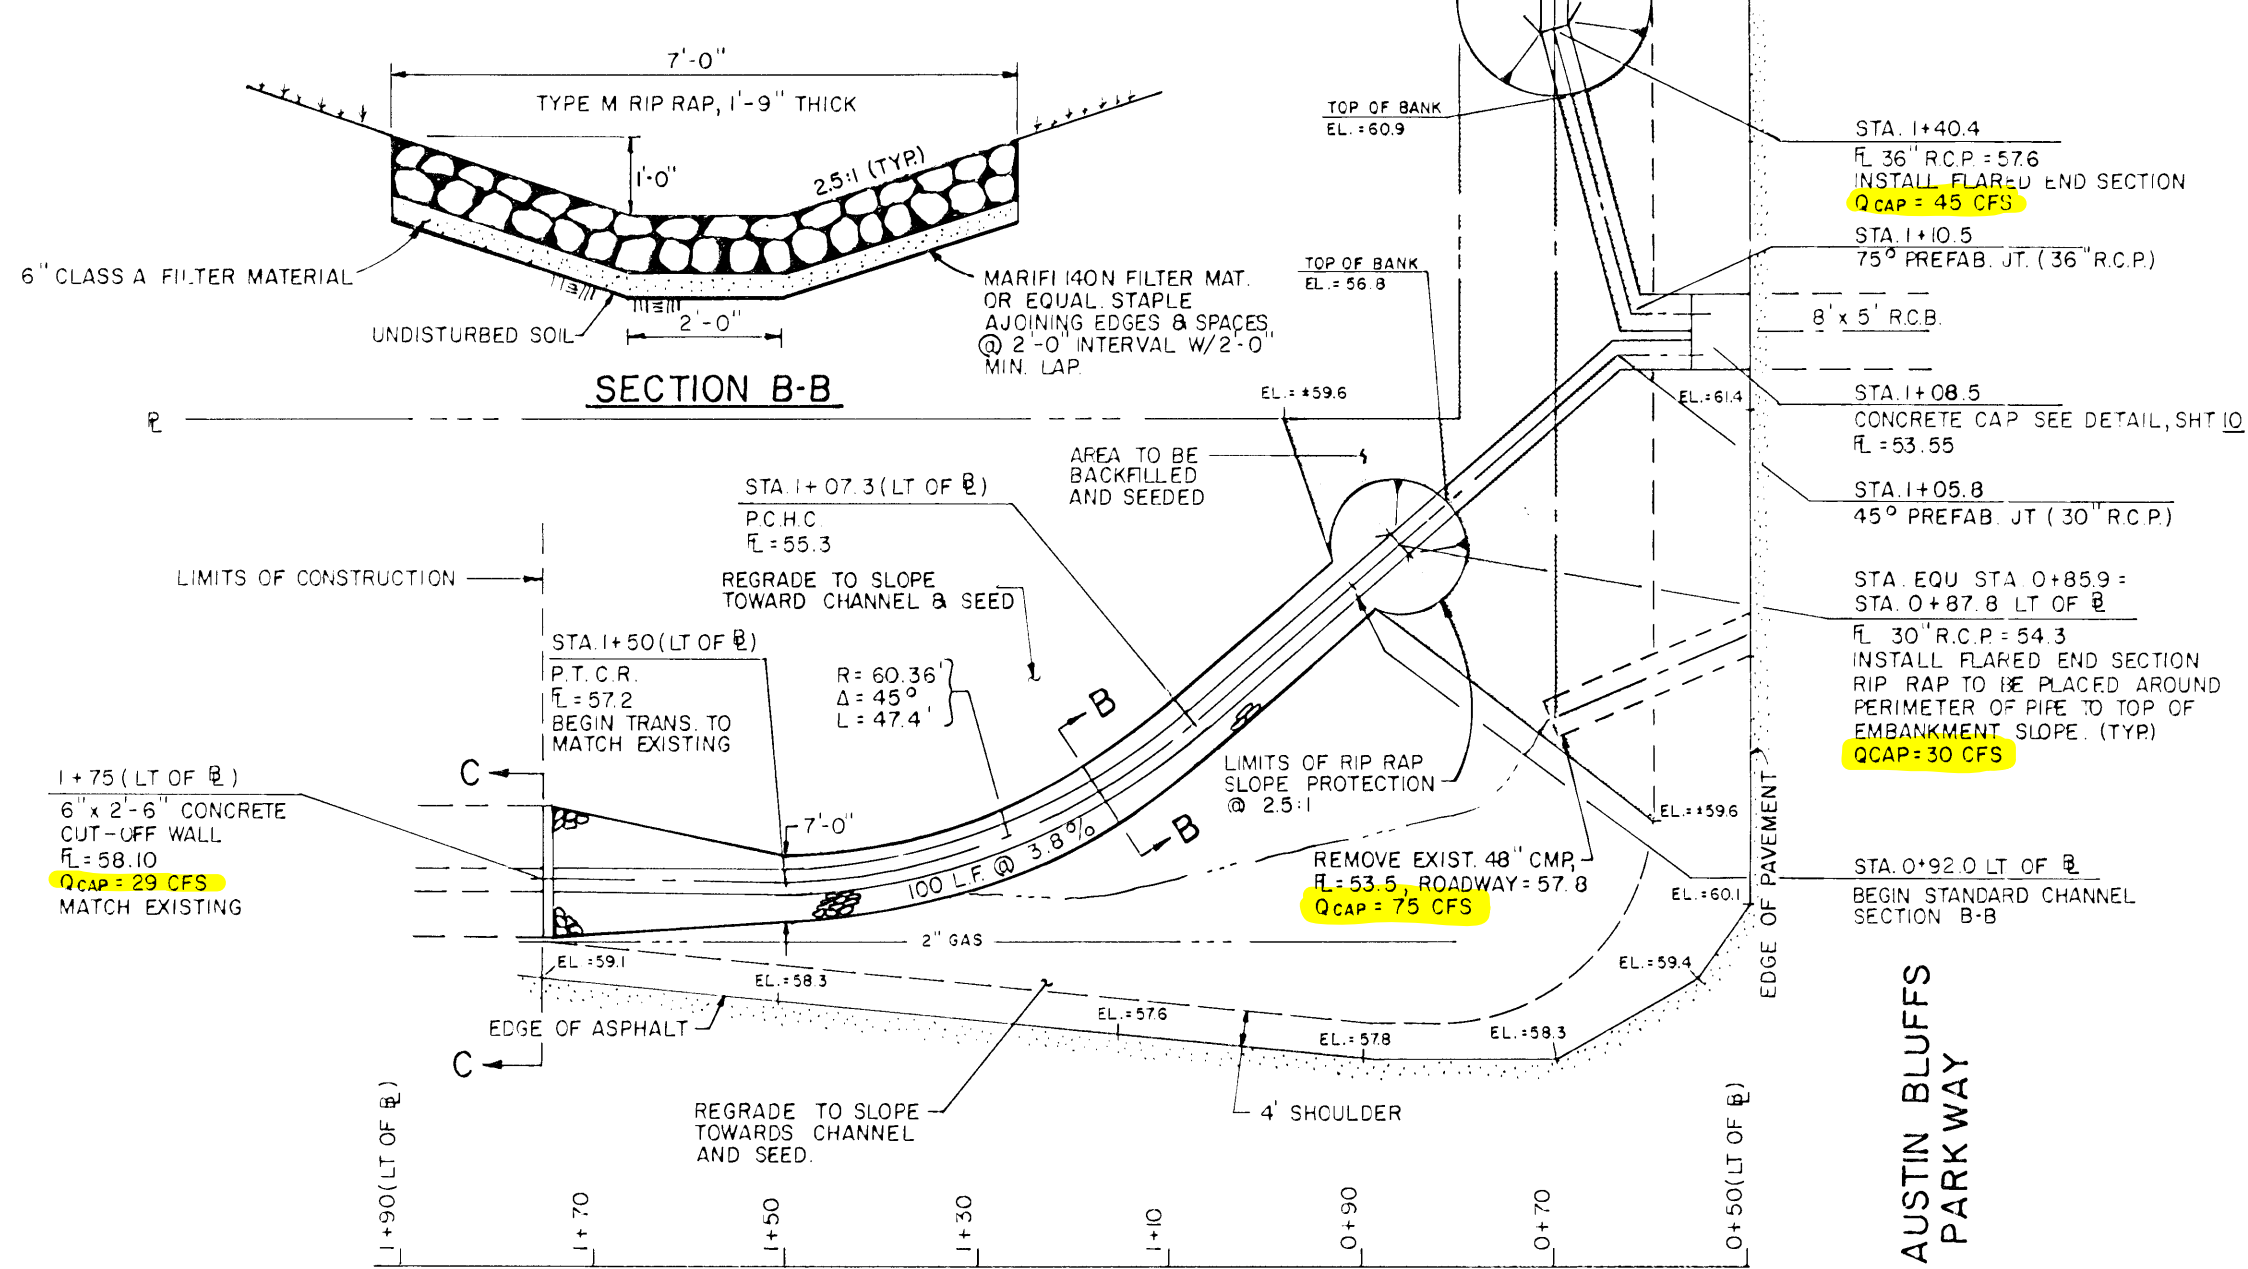 7'-0"
TYPE M RIP RAP, 1'-9" THICK
1'-0"
2.5:1 (TYP.)
6" CLASS A FILTER MATERIAL
UNDISTURBED SOIL
2'-0"
MARIFI 140N FILTER MAT.
OR EQUAL. STAPLE
AJOINING EDGES & SPACES
@ 2'-0" INTERVAL W/2'-0"
MIN. LAP.
SECTION B-B
TOP OF BANK
EL.=60.9
TOP OF BANK
EL.=56.8
STA. 1+40.4
FL 36" R.C.P. = 57.6
INSTALL FLARED END SECTION
QCAP = 45 CFS
STA. 1+10.5
75° PREFAB. JT. (36" R.C.P.)
8' x 5' R.C.B.
STA. 1+08.5
CONCRETE CAP SEE DETAIL, SHT 10
FL = 53.55
STA. 1+05.8
45° PREFAB. JT (30" R.C.P.)
STA. EQU STA. 0+85.9 =
STA. 0+87.8 LT OF BL
FL 30" R.C.P. = 54.3
INSTALL FLARED END SECTION
RIP RAP TO BE PLACED AROUND
PERIMETER OF PIPE TO TOP OF
EMBANKMENT SLOPE. (TYP.)
QCAP = 30 CFS
STA. 0+92.0 LT OF BL
BEGIN STANDARD CHANNEL
SECTION B-B
PL
EL.=±59.6
EL.=61.4
AREA TO BE
BACKFILLED
AND SEEDED
STA. 1+07.3 (LT OF BL)
P.C.H.C.
FL = 55.3
REGRADE TO SLOPE
TOWARD CHANNEL & SEED
LIMITS OF CONSTRUCTION
STA. 1+50 (LT OF BL)
P.T.C.R.
FL = 57.2
BEGIN TRANS. TO
MATCH EXISTING
R= 60.36'
Δ= 45°
L= 47.4'
B
B
C
1+75 (LT OF BL)
6" x 2'-6" CONCRETE
CUT-OFF WALL
FL = 58.10
QCAP = 29 CFS
MATCH EXISTING
7'-0"
100 L.F. @ 3.8%
LIMITS OF RIP RAP
SLOPE PROTECTION
@ 2.5:1
REMOVE EXIST. 48" CMP,
FL = 53.5, ROADWAY = 57.8
QCAP = 75 CFS
EL.=±59.6
EL.=60.1
EDGE OF PAVEMENT
2" GAS
EL.=59.1
EL.=58.3
EL.=57.6
EL.=57.8
EL.=58.3
EL.=59.4
EDGE OF ASPHALT
C
REGRADE TO SLOPE
TOWARDS CHANNEL
AND SEED.
4' SHOULDER
AUSTIN BLUFFS
PARKWAY
1+90 (LT OF BL)
1+70
1+50
1+30
1+10
0+90
0+70
0+50 (LT OF BL)